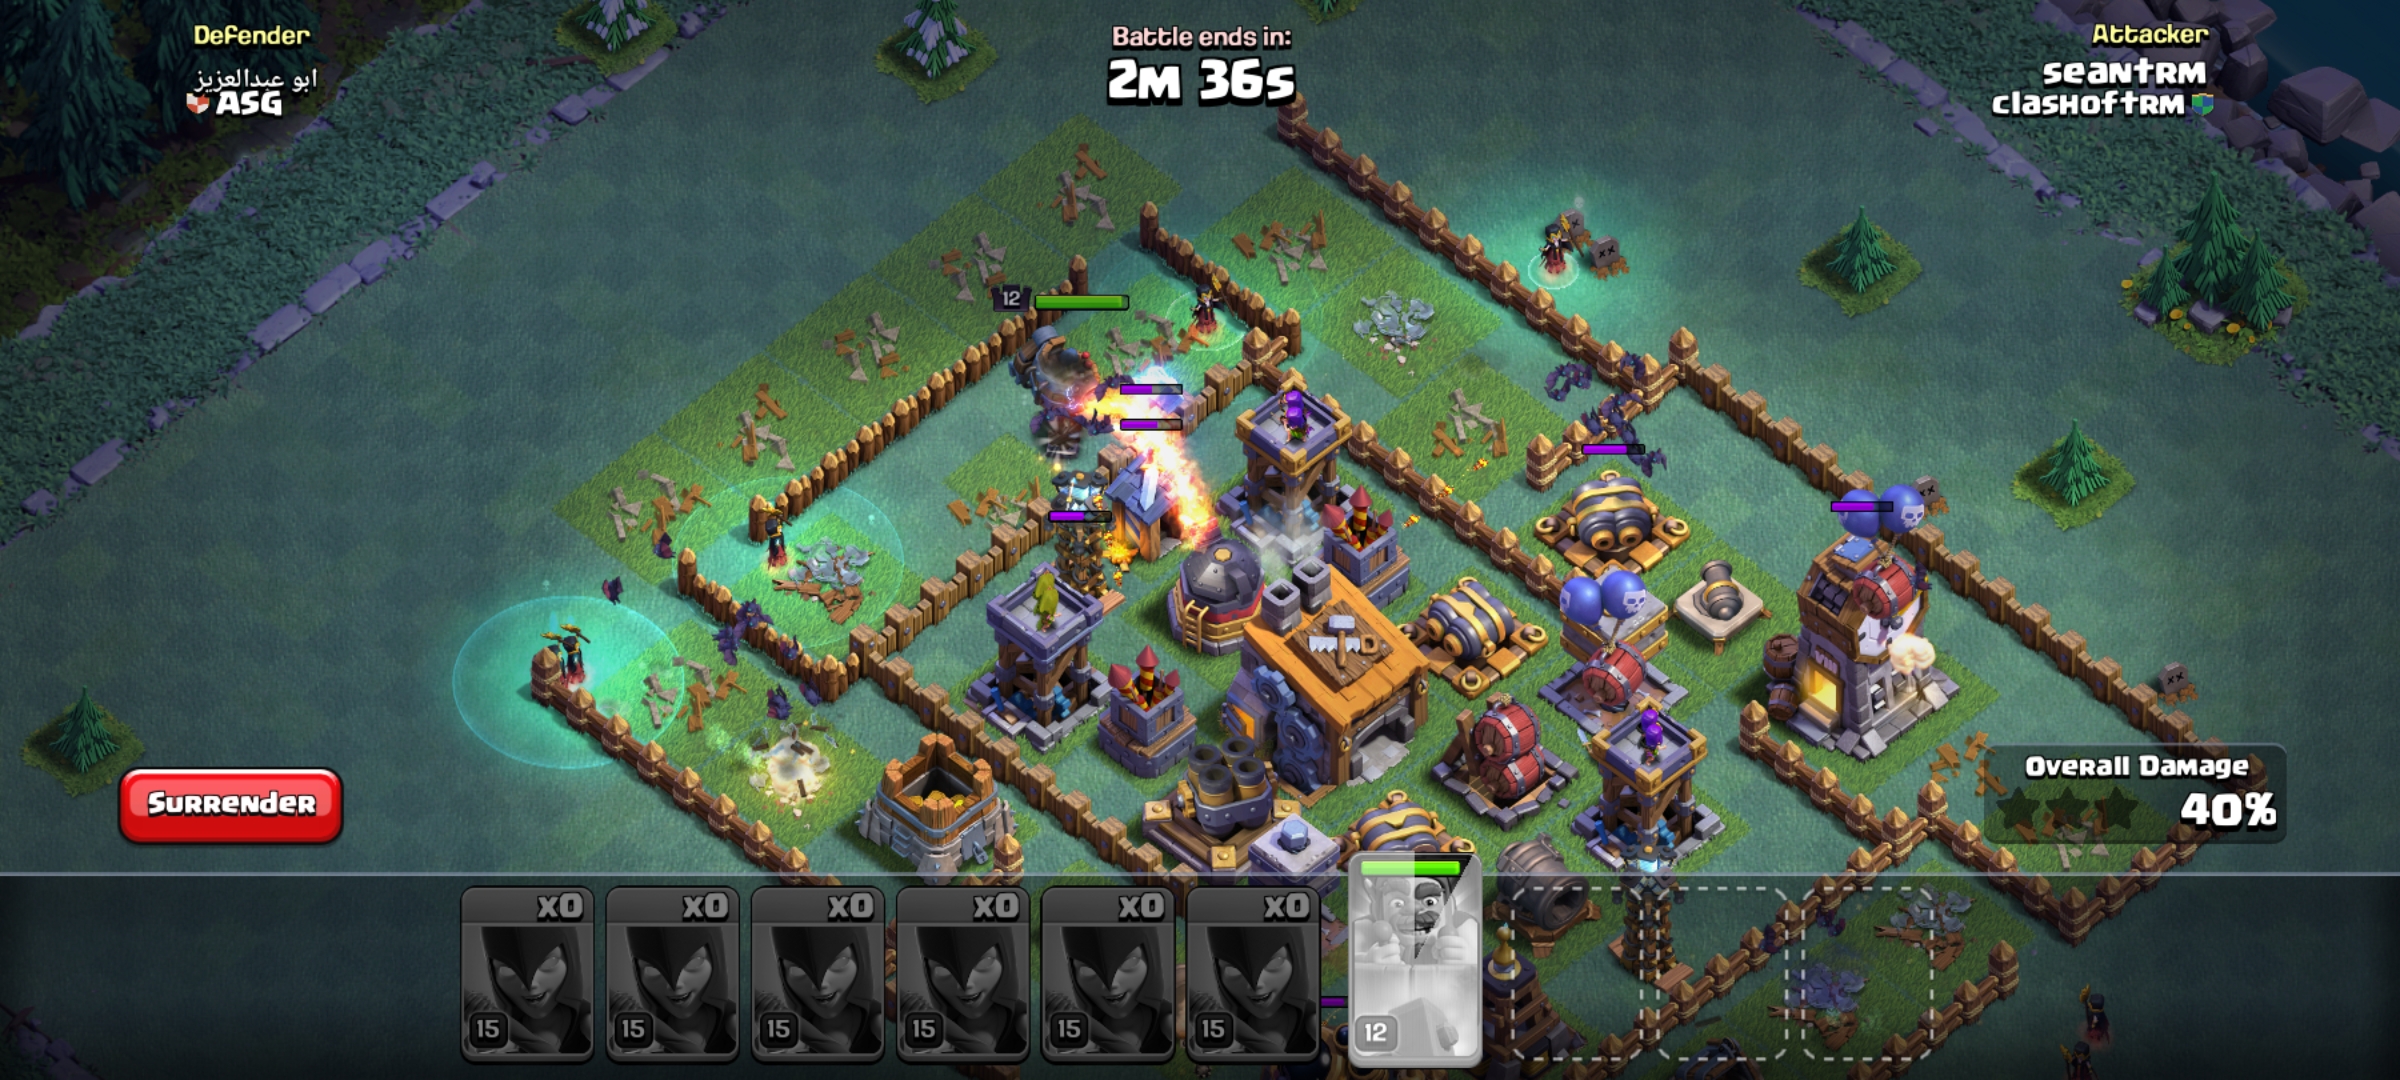 Defender
ابو عبدالعزيز
ASG
Battle ends in:
2M 36s
Attacker
seantRM
clashoftRM
12
Surrender
Overall Damage
40%
x0
x0
x0
x0
x0
x0
15
15
15
15
15
15
12